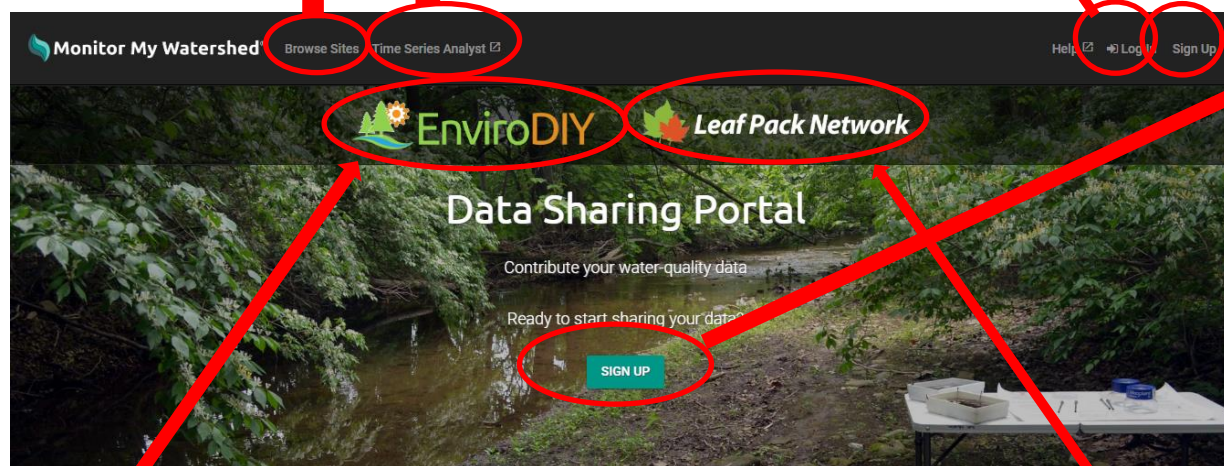 Monitor My Watershed® Browse Sites Time Series Analyst Help Log In Sign Up
EnviroDIY Leaf Pack Network
Data Sharing Portal
Contribute your water-quality data
Ready to start sharing your data?
SIGN UP